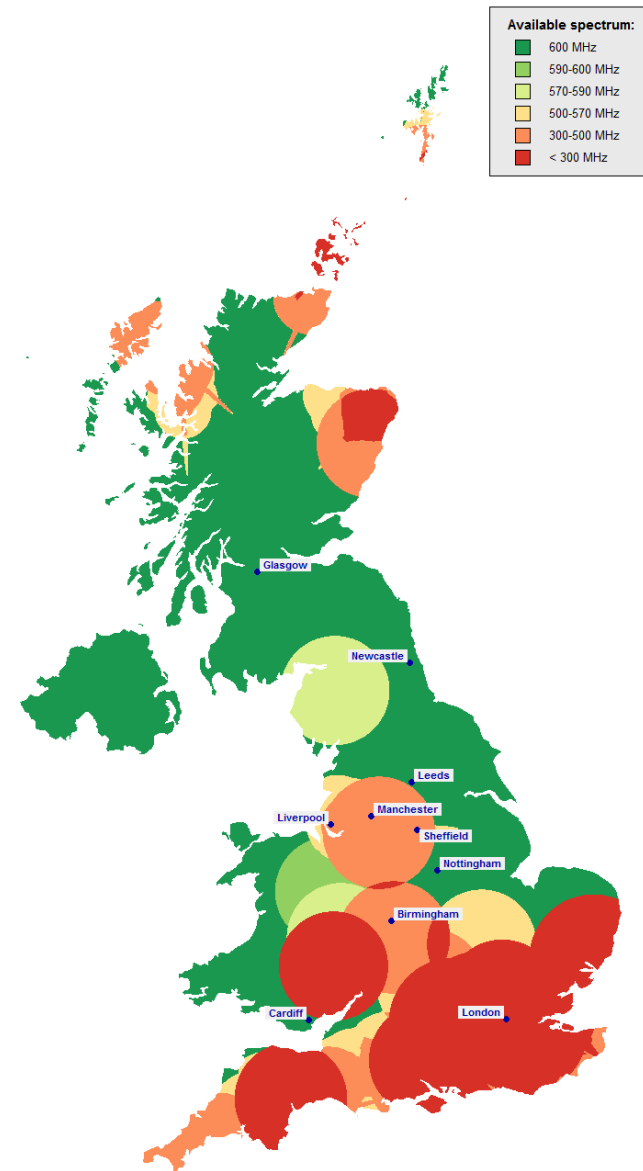 Available spectrum:
600 MHz
590-600 MHz
570-590 MHz
500-570 MHz
300-500 MHz
< 300 MHz
Glasgow
Newcastle
Leeds
Manchester
Liverpool
Sheffield
Nottingham
Birmingham
Cardiff
London